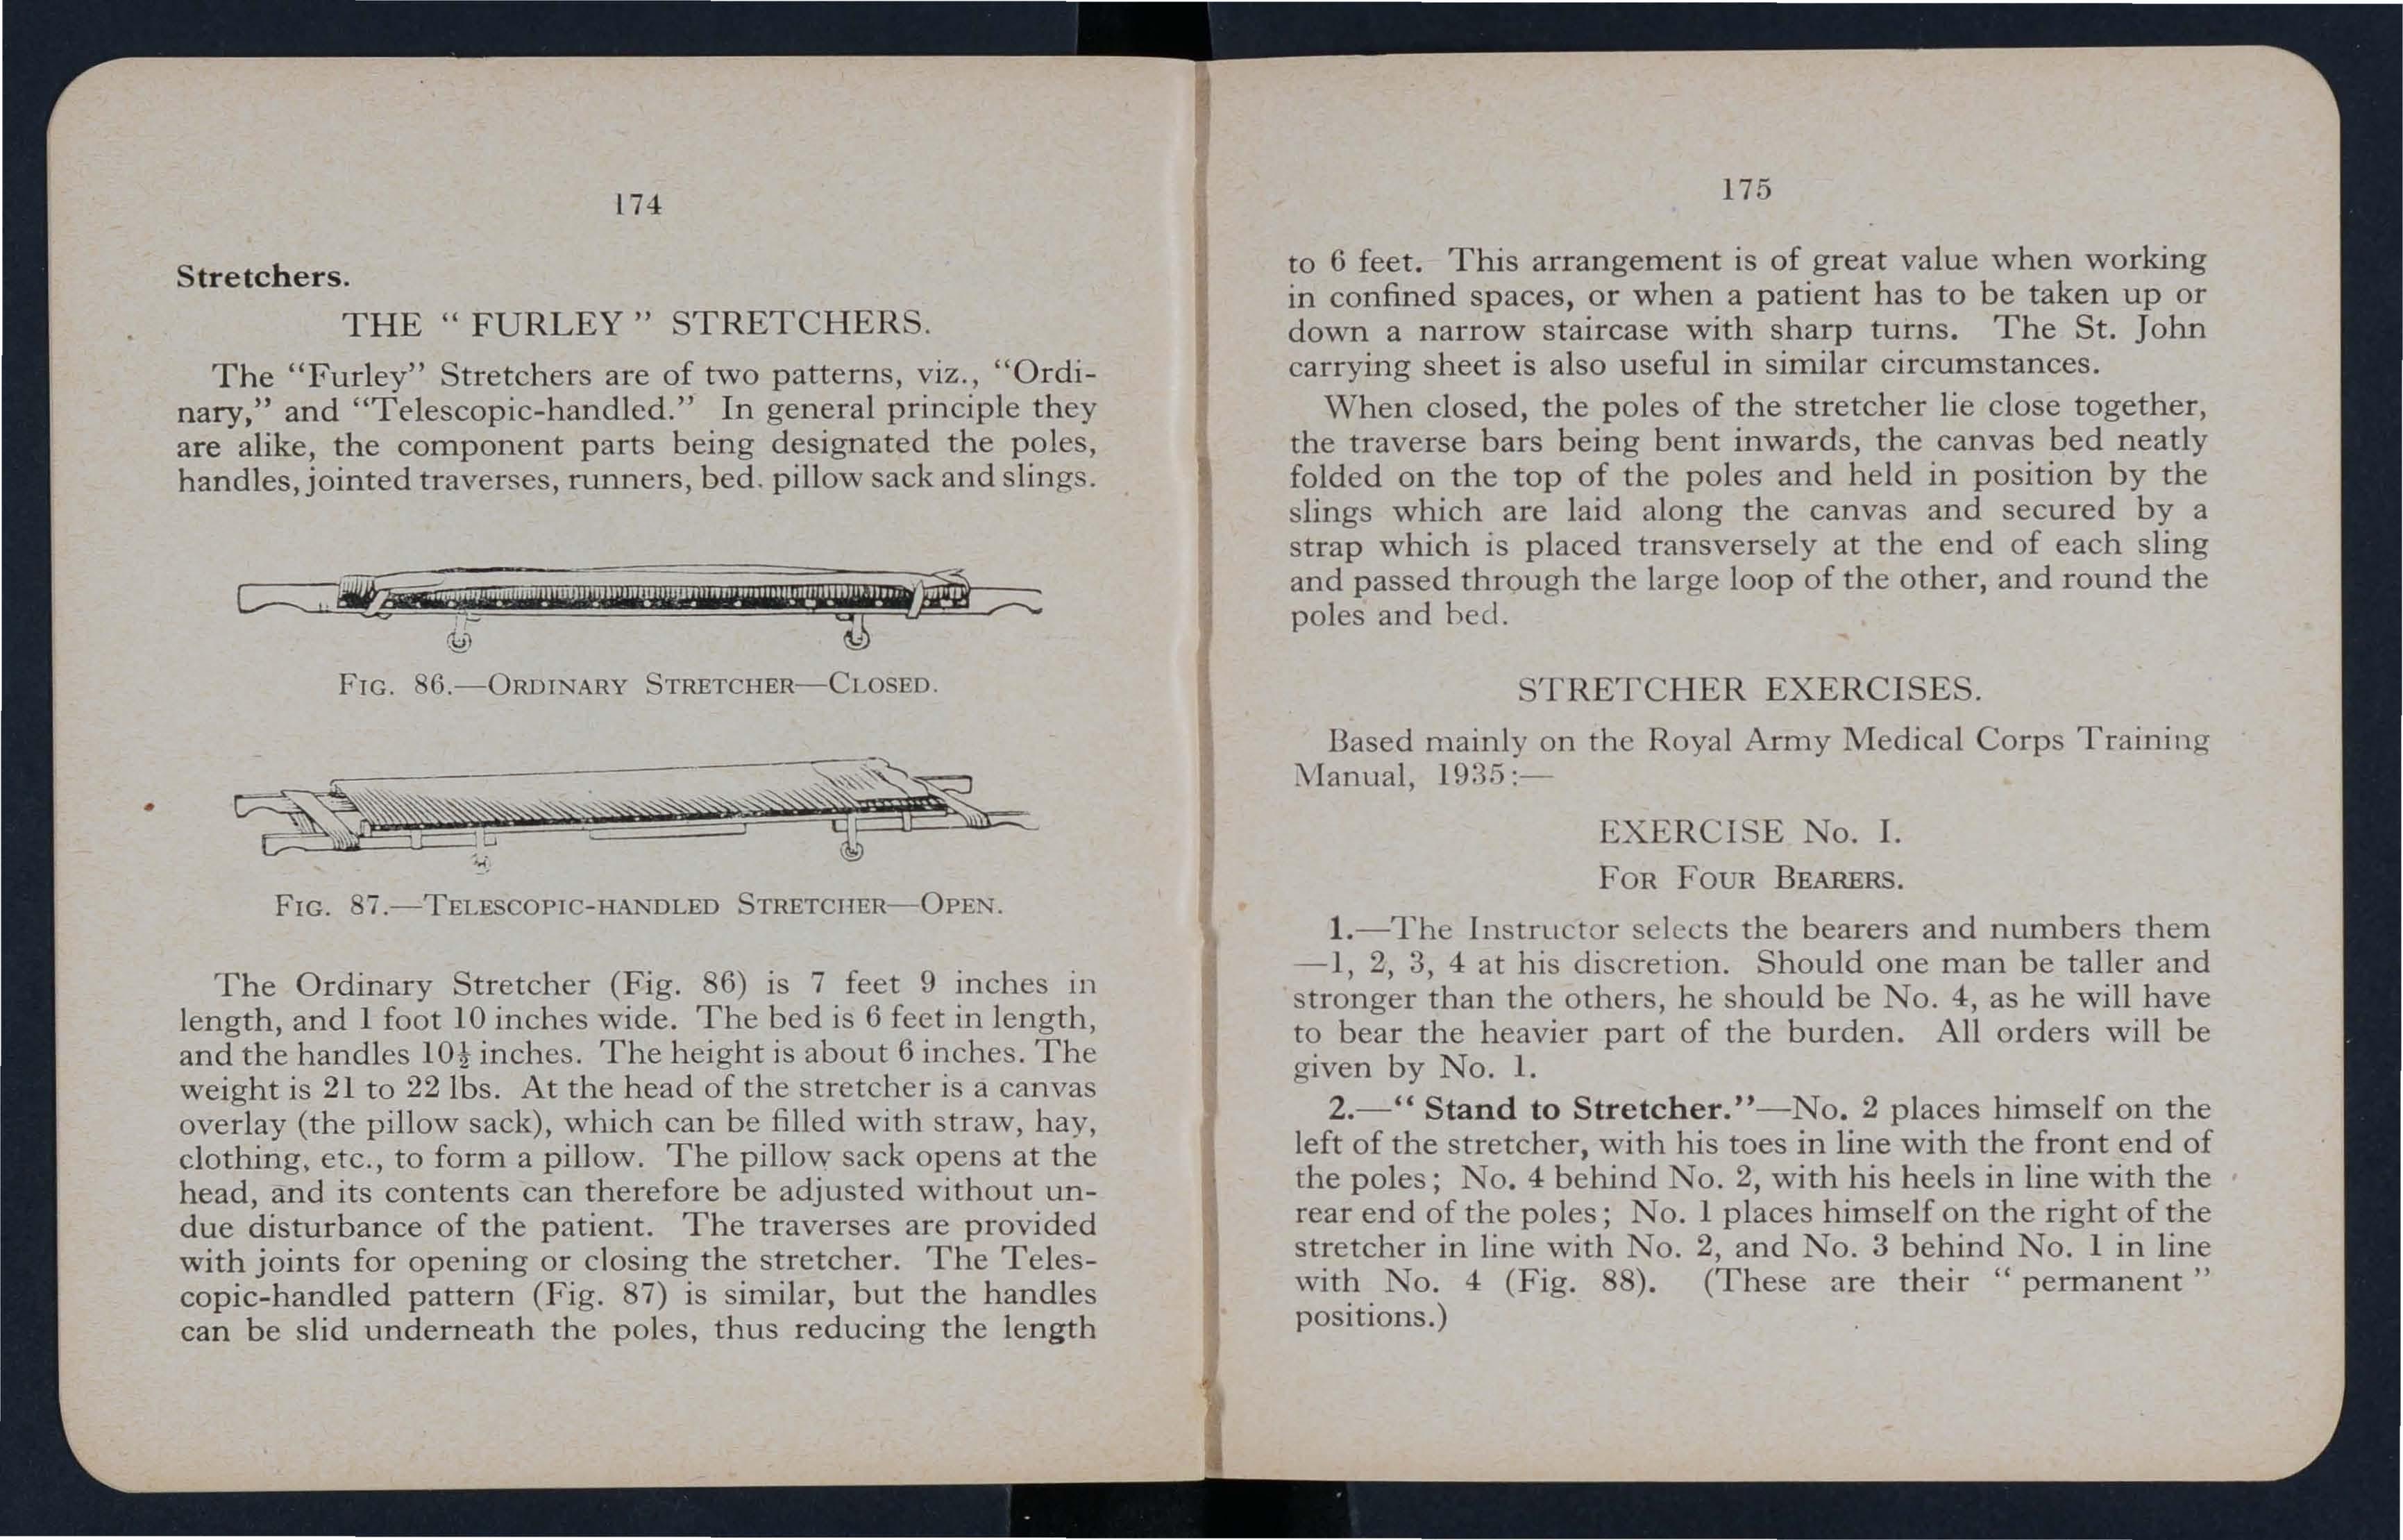 174
Stretchers.
THE “ FURLEY ” STRETCHERS.
The “Furley” Stretchers are of two patterns, viz., “Ordi-
nary,” and “Telescopic-handled.” In general principle they
are alike, the component parts being designated the poles,
handles, jointed traverses, runners, bed. pillow sack and slings.
FIG. 86.—ORDINARY STRETCHER—CLOSED.
FIG. 87.—TELESCOPIC-HANDLED STRETCHER—OPEN.
The Ordinary Stretcher (Fig. 86) is 7 feet 9 inches in
length, and 1 foot 10 inches wide. The bed is 6 feet in length,
and the handles 10½ inches. The height is about 6 inches. The
weight is 21 to 22 lbs. At the head of the stretcher is a canvas
overlay (the pillow sack), which can be filled with straw, hay,
clothing, etc., to form a pillow. The pillow sack opens at the
head, and its contents can therefore be adjusted without un-
due disturbance of the patient. The traverses are provided
with joints for opening or closing the stretcher. The Teles-
copic-handled pattern (Fig. 87) is similar, but the handles
can be slid underneath the poles, thus reducing the length
175
to 6 feet. This arrangement is of great value when working
in confined spaces, or when a patient has to be taken up or
down a narrow staircase with sharp turns. The St. John
carrying sheet is also useful in similar circumstances.
When closed, the poles of the stretcher lie close together,
the traverse bars being bent inwards, the canvas bed neatly
folded on the top of the poles and held in position by the
slings which are laid along the canvas and secured by a
strap which is placed transversely at the end of each sling
and passed through the large loop of the other, and round the
poles and bed.
STRETCHER EXERCISES.
Based mainly on the Royal Army Medical Corps Training
Manual, 1935:—
EXERCISE No. I.
FOR FOUR BEARERS.
1.—The Instructor selects the bearers and numbers them
—1, 2, 3, 4 at his discretion. Should one man be taller and
stronger than the others, he should be No. 4, as he will have
to bear the heavier part of the burden. All orders will be
given by No. 1.
2.—“ Stand to Stretcher.”—No. 2 places himself on the
left of the stretcher, with his toes in line with the front end of
the poles; No. 4 behind No. 2, with his heels in line with the
rear end of the poles; No. 1 places himself on the right of the
stretcher in line with No. 2, and No. 3 behind No. 1 in line
with No. 4 (Fig. 88). (These are their “ permanent ”
positions.)